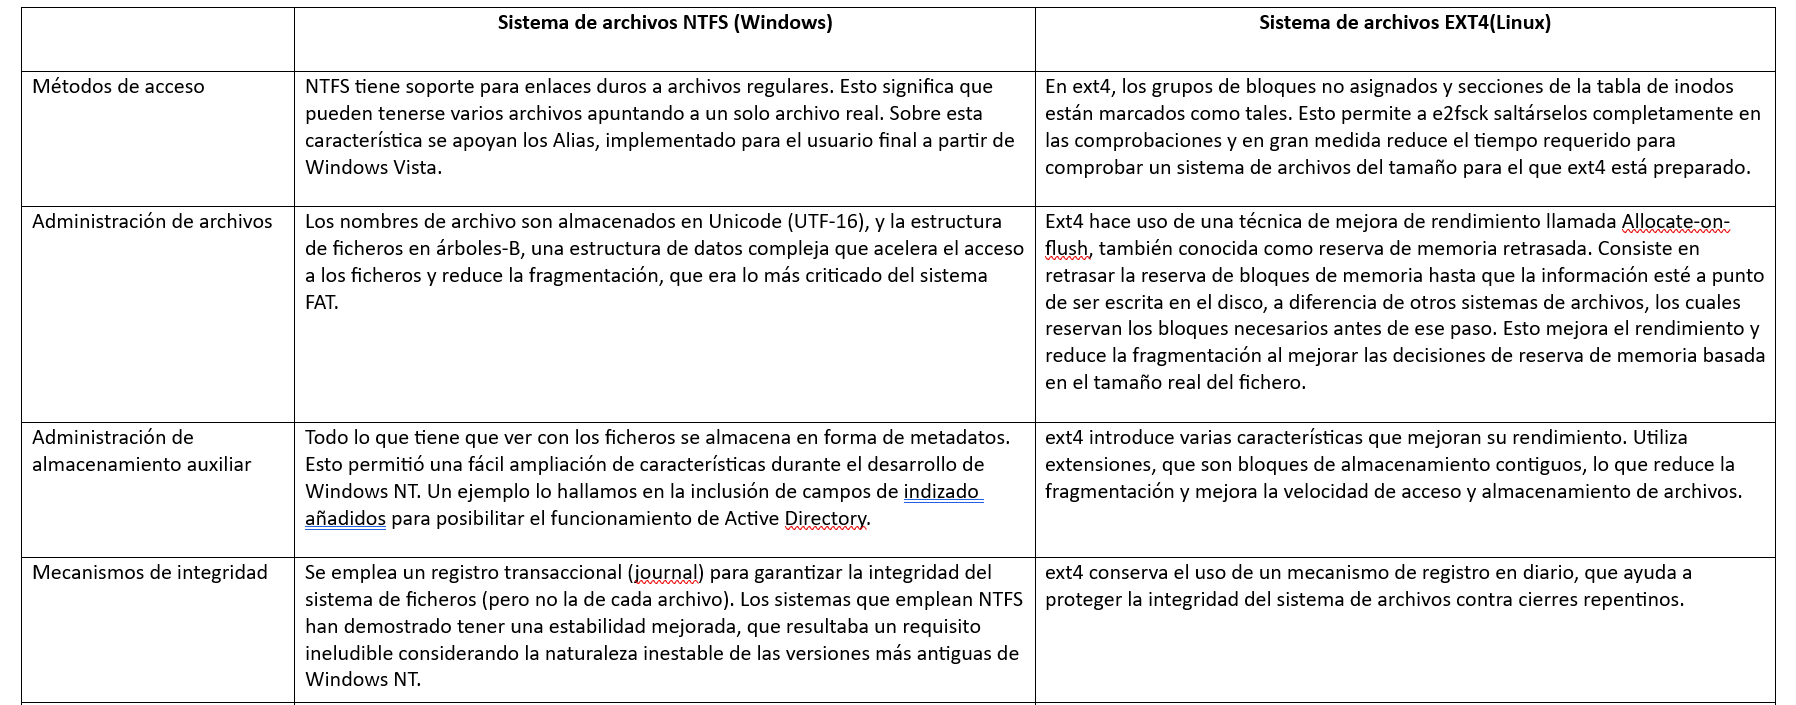 Sistema de archivos NTFS (Windows)
Sistema de archivos EXT4(Linux)
Métodos de acceso
NTFS tiene soporte para enlaces duros a archivos regulares. Esto significa que
pueden tenerse varios archivos apuntando a un solo archivo real. Sobre esta
característica se apoyan los Alias, implementado para el usuario final a partir de
Windows Vista.
En ext4, los grupos de bloques no asignados y secciones de la tabla de inodos
están marcados como tales. Esto permite a e2fsck saltárselos completamente en
las comprobaciones y en gran medida reduce el tiempo requerido para
comprobar un sistema de archivos del tamaño para el que ext4 está preparado.
Administración de archivos
Los nombres de archivo son almacenados en Unicode (UTF-16), y la estructura
de ficheros en árboles-B, una estructura de datos compleja que acelera el acceso
a los ficheros y reduce la fragmentación, que era lo más criticado del sistema
FAT.
Ext4 hace uso de una técnica de mejora de rendimiento llamada Allocate-on-
flush, también conocida como reserva de memoria retrasada. Consiste en
retrasar la reserva de bloques de memoria hasta que la información esté a punto
de ser escrita en el disco, a diferencia de otros sistemas de archivos, los cuales
reservan los bloques necesarios antes de ese paso. Esto mejora el rendimiento y
reduce la fragmentación al mejorar las decisiones de reserva de memoria basada
en el tamaño real del fichero.
Administración de
almacenamiento auxiliar
Todo lo que tiene que ver con los ficheros se almacena en forma de metadatos.
Esto permitió una fácil ampliación de características durante el desarrollo de
Windows NT. Un ejemplo lo hallamos en la inclusión de campos de indizado
añadidos para posibilitar el funcionamiento de Active Directory.
ext4 introduce varias características que mejoran su rendimiento. Utiliza
extensiones, que son bloques de almacenamiento contiguos, lo que reduce la
fragmentación y mejora la velocidad de acceso y almacenamiento de archivos.
Mecanismos de integridad
Se emplea un registro transaccional (journal) para garantizar la integridad del
sistema de ficheros (pero no la de cada archivo). Los sistemas que emplean NTFS
han demostrado tener una estabilidad mejorada, que resultaba un requisito
ineludible considerando la naturaleza inestable de las versiones más antiguas de
Windows NT.
ext4 conserva el uso de un mecanismo de registro en diario, que ayuda a
proteger la integridad del sistema de archivos contra cierres repentinos.